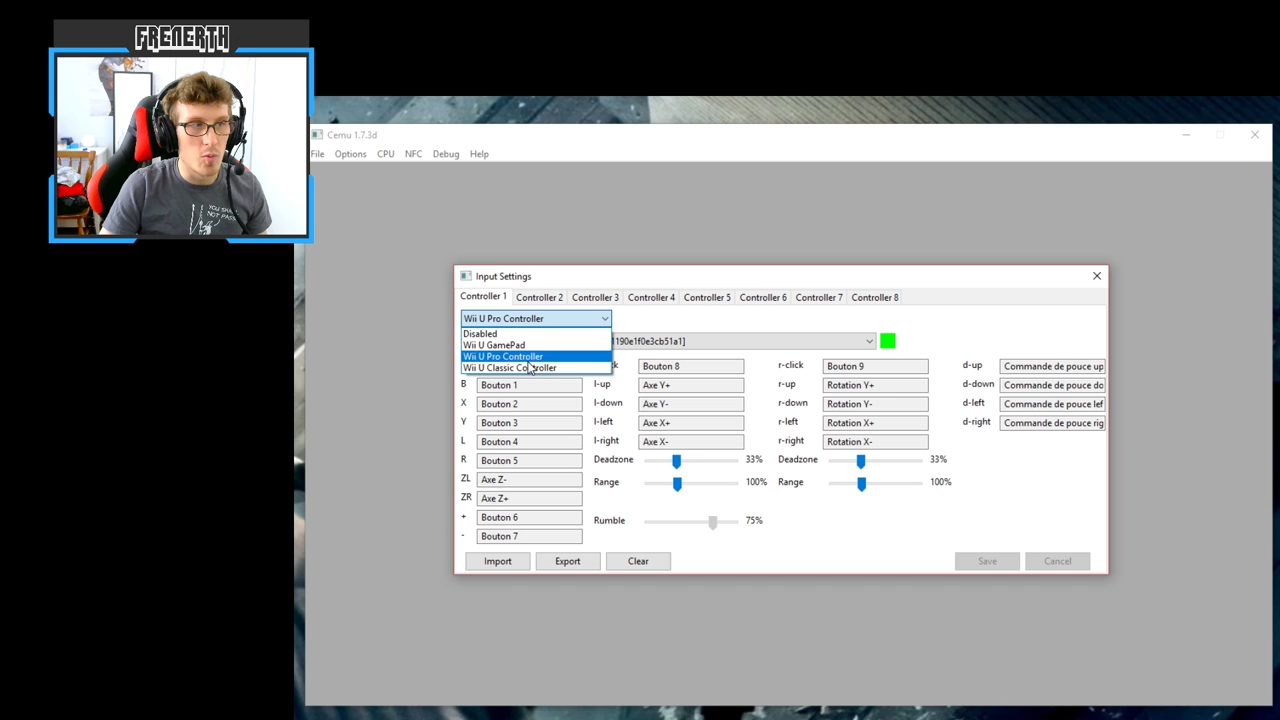 FRENERTH
YOU SHA
NOT PASS
Cemu 1.7.3d
File Options CPU NFC Debug Help
Input Settings
Controller 1 Controller 2 Controller 3 Controller 4 Controller 5 Controller 6 Controller 7 Controller 8
Wii U Pro Controller
Disabled
Wii U GamePad
Wii U Pro Controller
Wii U Classic Controller
1190e1f0e3cb51a1]
Bouton 8 r-click Bouton 9 d-up Commande de pouce up
B Bouton 1 l-up Axe Y+ r-up Rotation Y+ d-down Commande de pouce do
X Bouton 2 l-down Axe Y- r-down Rotation Y- d-left Commande de pouce lef
Y Bouton 3 l-left Axe X+ r-left Rotation X+ d-right Commande de pouce rig
L Bouton 4 l-right Axe X- r-right Rotation X-
R Bouton 5 Deadzone 33% Deadzone 33%
ZL Axe Z- Range 100% Range 100%
ZR Axe Z+
+ Bouton 6 Rumble 75%
- Bouton 7
Import Export Clear Save Cancel